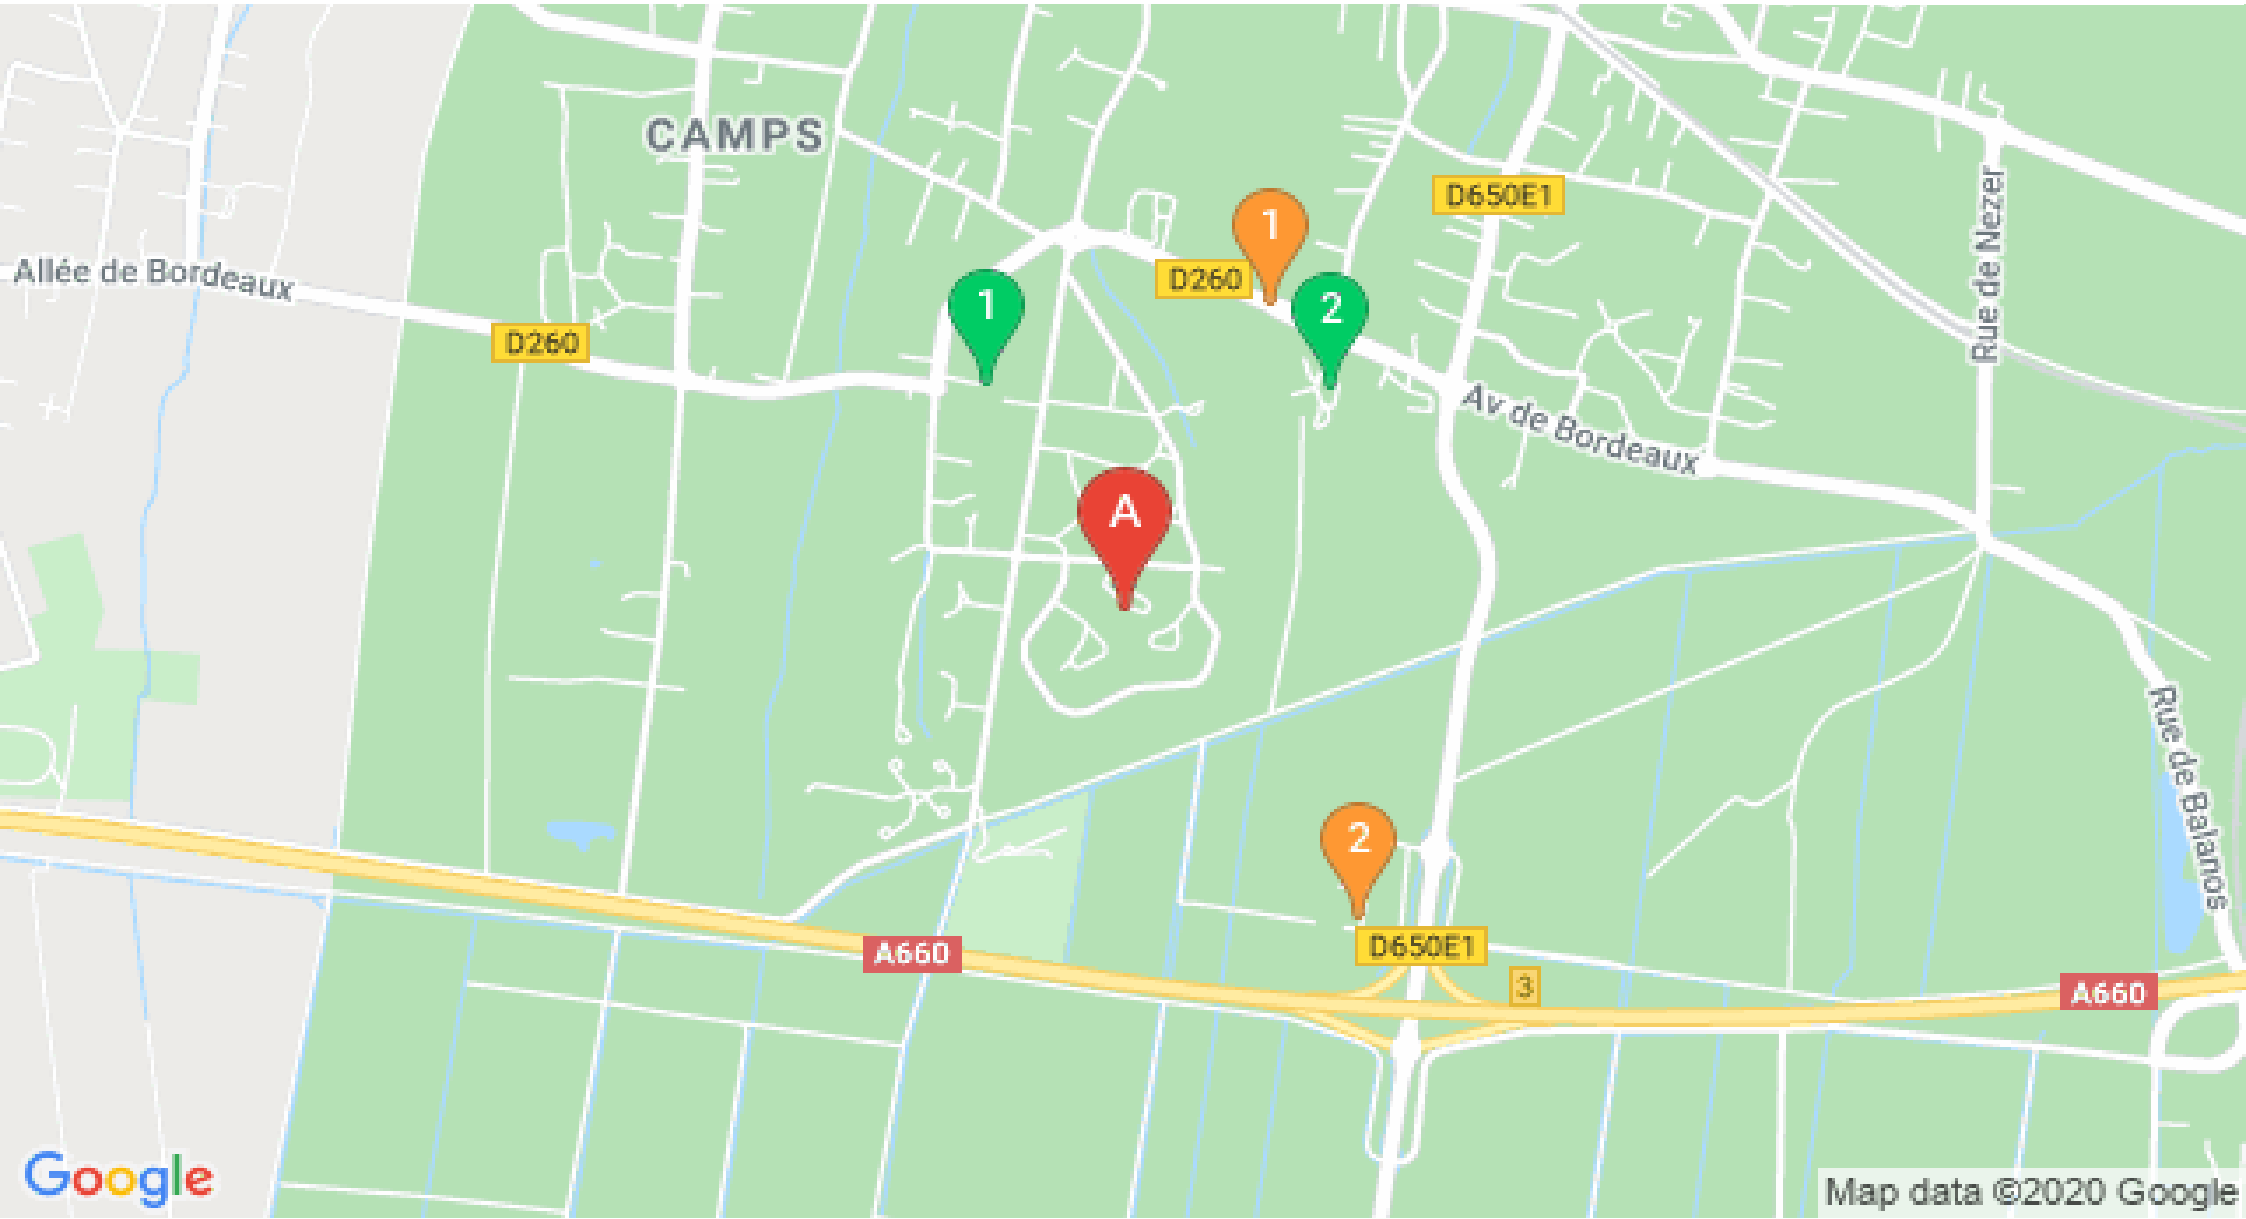 CAMPS
D650E1
1
Rue de Nezer
Allée de Bordeaux
D260
1
2
D260
Av de Bordeaux
A
Rue de Balanos
2
D650E1
A660
3
A660
Google
Map data ©2020 Google